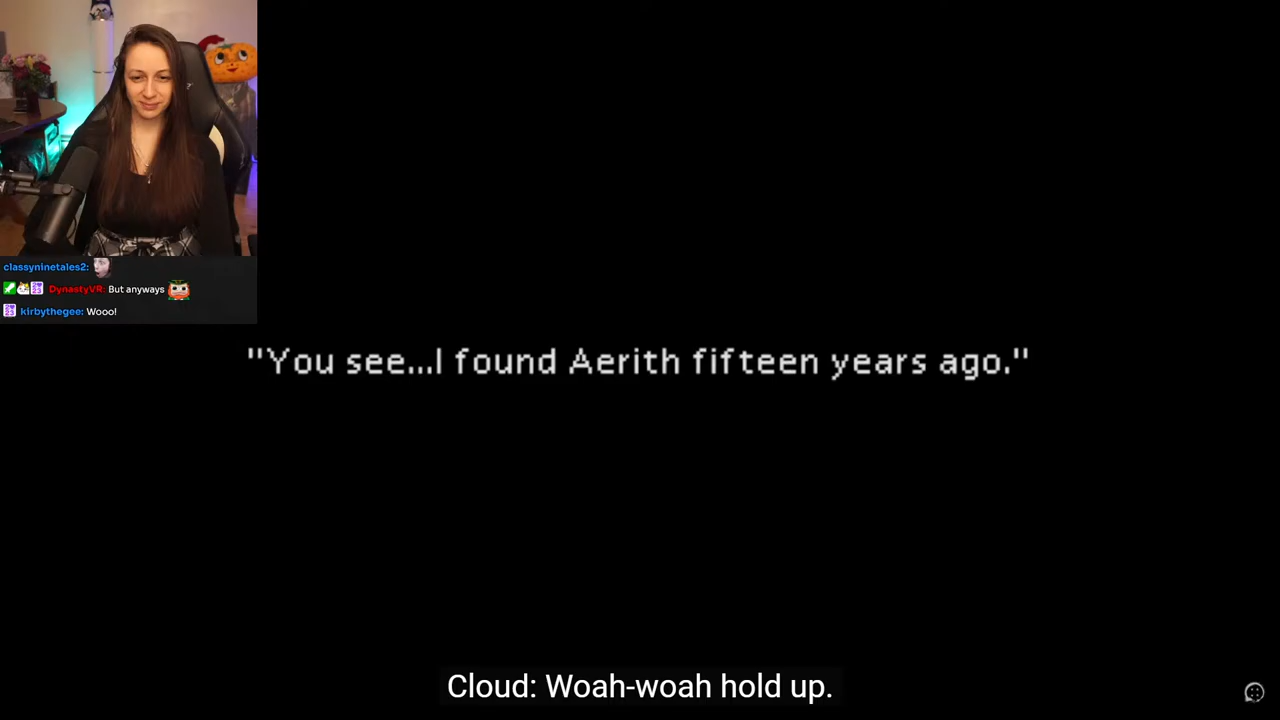 classyninetales2:
DynastyVR: But anyways
kirbythegee: Wooo!
"You see...I found Aerith fifteen years ago."
Cloud: Woah-woah hold up.